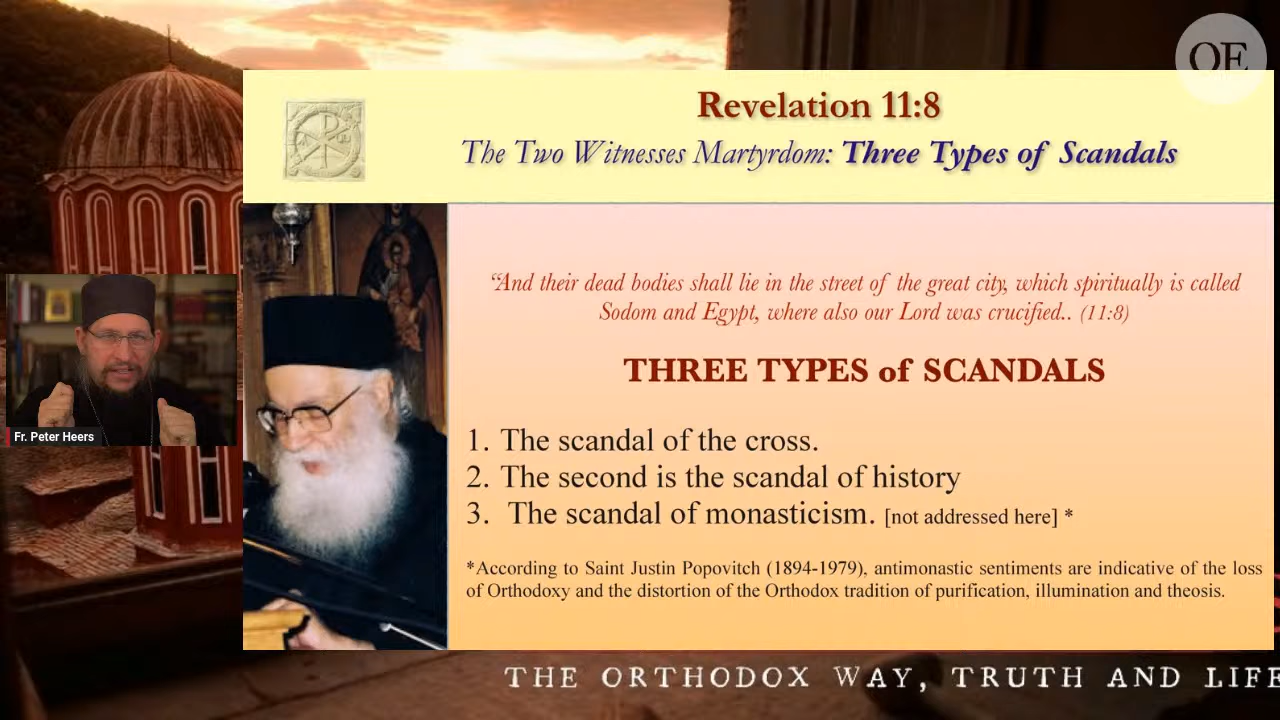 OE
Revelation 11:8
The Two Witnesses Martyrdom: Three Types of Scandals
“And their dead bodies shall lie in the street of the great city, which spiritually is called
Sodom and Egypt, where also our Lord was crucified.. (11:8)
THREE TYPES of SCANDALS
1. The scandal of the cross.
2. The second is the scandal of history
3. The scandal of monasticism. [not addressed here] *
*According to Saint Justin Popovitch (1894-1979), antimonastic sentiments are indicative of the loss
of Orthodoxy and the distortion of the Orthodox tradition of purification, illumination and theosis.
Fr. Peter Heers
THE ORTHODOX WAY, TRUTH AND LIFE